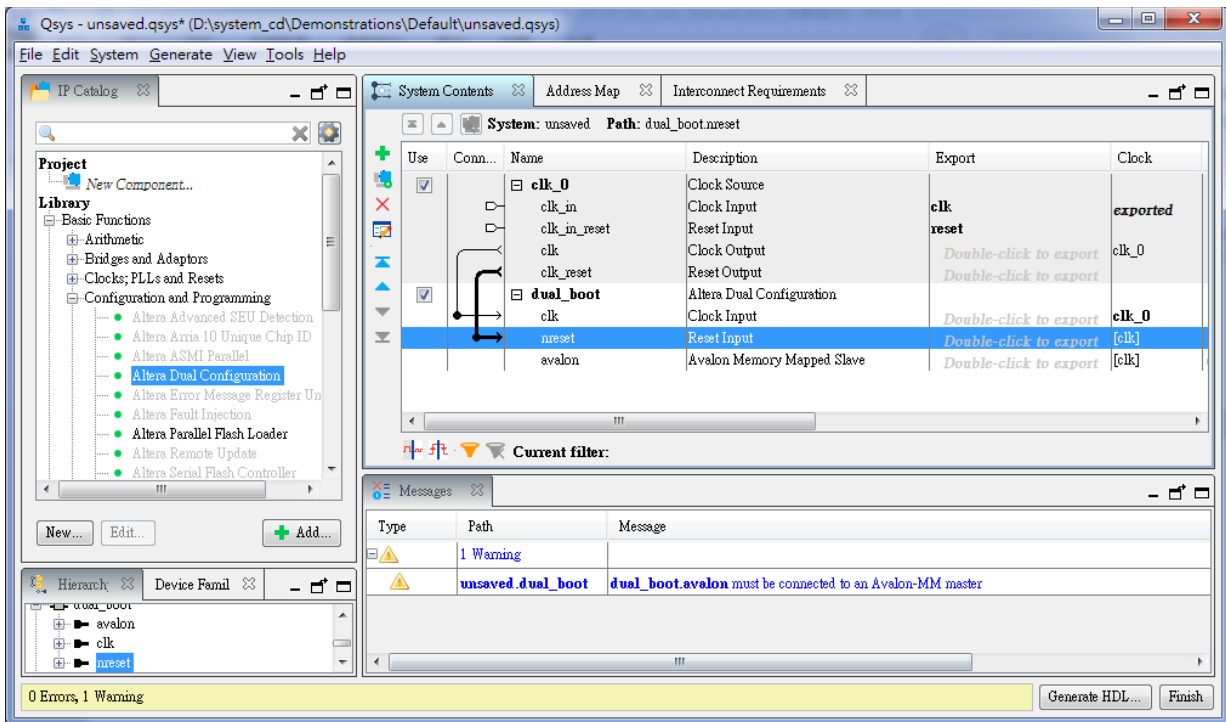 Qsys - unsaved.qsys* (D:\system_cd\Demonstrations\Default\unsaved.qsys)
File Edit System Generate View Tools Help
IP Catalog
Project
New Component...
Library
Basic Functions
Arithmetic
Bridges and Adaptors
Clocks; PLLs and Resets
Configuration and Programming
Altera Advanced SEU Detection
Altera Arria 10 Unique Chip ID
Altera ASMI Parallel
Altera Dual Configuration
Altera Error Message Register Un
Altera Fault Injection
Altera Parallel Flash Loader
Altera Remote Update
Altera Serial Flash Controller
New... Edit... Add...
Hierarch Device Famil
dual_boot
avalon
clk
nreset
System Contents Address Map Interconnect Requirements
System: unsaved Path: dual_boot.nreset
Use Conn... Name Description Export Clock
clk_0 Clock Source
clk_in Clock Input clk exported
clk_in_reset Reset Input reset
clk Clock Output Double-click to export clk_0
clk_reset Reset Output Double-click to export
dual_boot Altera Dual Configuration
clk Clock Input Double-click to export clk_0
nreset Reset Input Double-click to export [clk]
avalon Avalon Memory Mapped Slave Double-click to export [clk]
Current filter:
Messages
Type Path Message
1 Warning
unsaved.dual_boot dual_boot.avalon must be connected to an Avalon-MM master
0 Errors, 1 Warning
Generate HDL... Finish